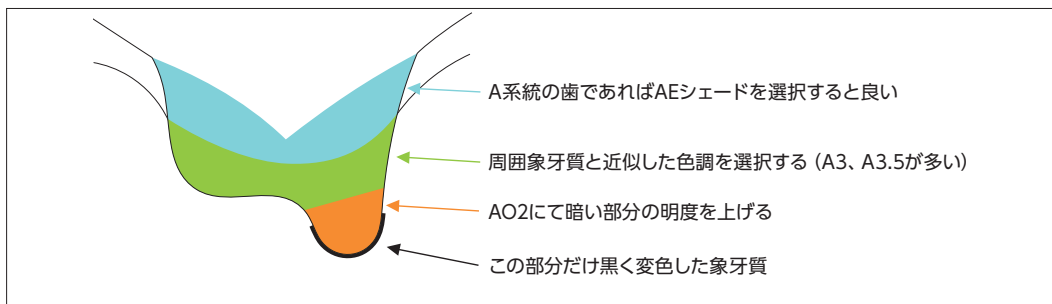 A系統の歯であればAEシェードを選択すると良い
周囲象牙質と近似した色調を選択する（A3、A3.5が多い）
AO2にて暗い部分の明度を上げる
この部分だけ黒く変色した象牙質